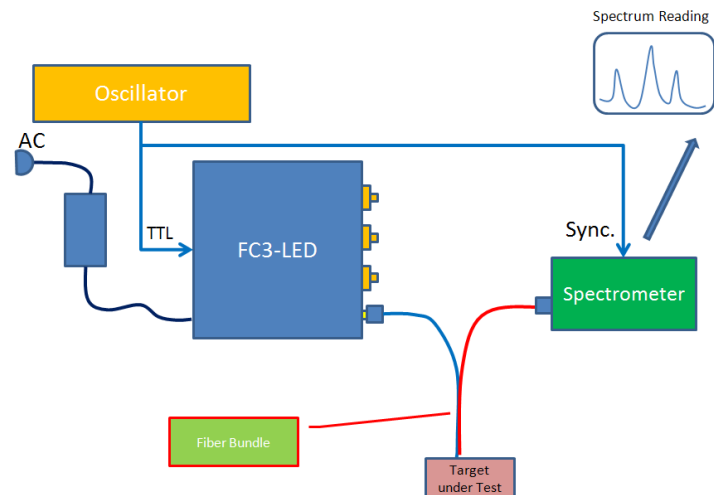 Spectrum Reading
Oscillator
AC
TTL
FC3-LED
Sync.
Spectrometer
Fiber Bundle
Target
under Test